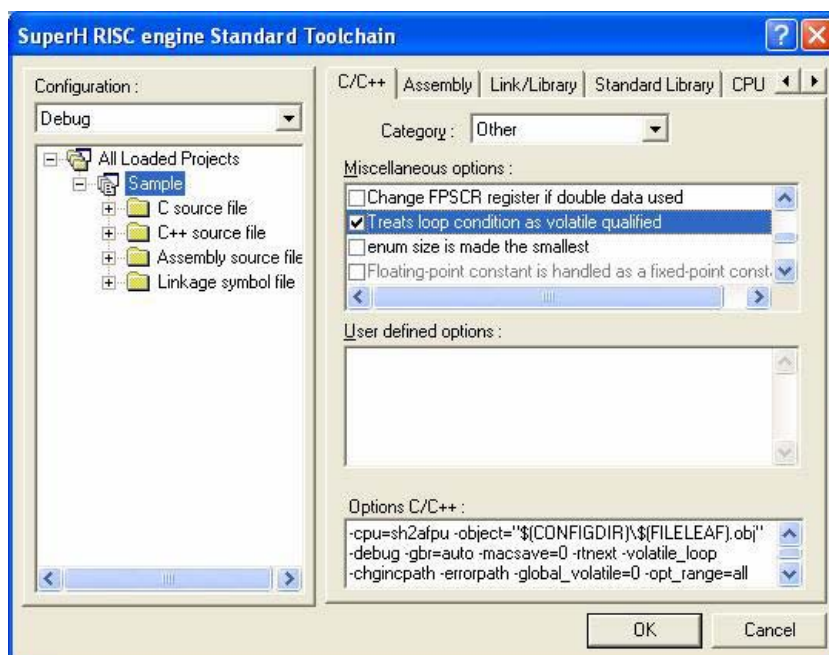 SuperH RISC engine Standard Toolchain
Configuration :
Debug
All Loaded Projects
Sample
C source file
C++ source file
Assembly source file
Linkage symbol file
C/C++ Assembly Link/Library Standard Library CPU
Category : Other
Miscellaneous options :
Change FPSCR register if double data used
Treats loop condition as volatile qualified
enum size is made the smallest
Floating-point constant is handled as a fixed-point const
User defined options :
Options C/C++ :
-cpu=sh2afpu -object="$(CONFIGDIR)\$(FILELEAF).obj"
-debug -gbr=auto -macsave=0 -rtnext -volatile_loop
-chgincpath -errorpath -global_volatile=0 -opt_range=all
OK Cancel